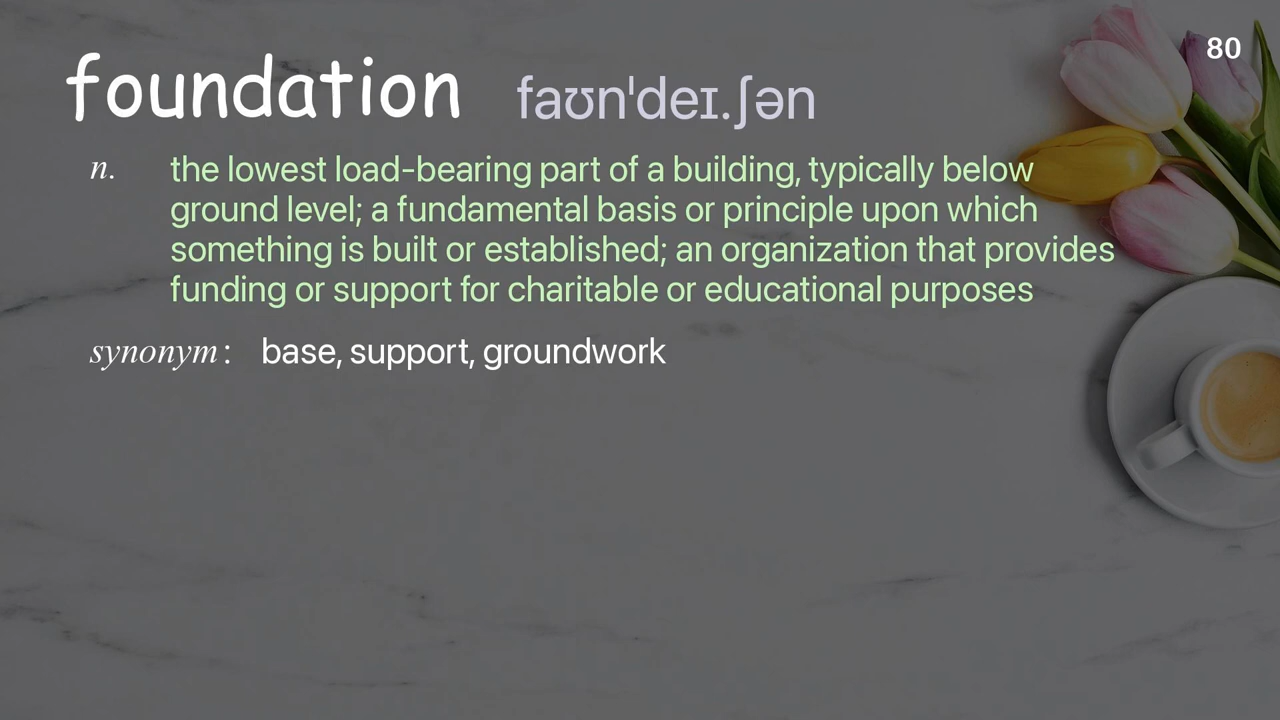 80
foundation faʊnˈdeɪ.ʃən
n. the lowest load-bearing part of a building, typically below
ground level; a fundamental basis or principle upon which
something is built or established; an organization that provides
funding or support for charitable or educational purposes
synonym: base, support, groundwork